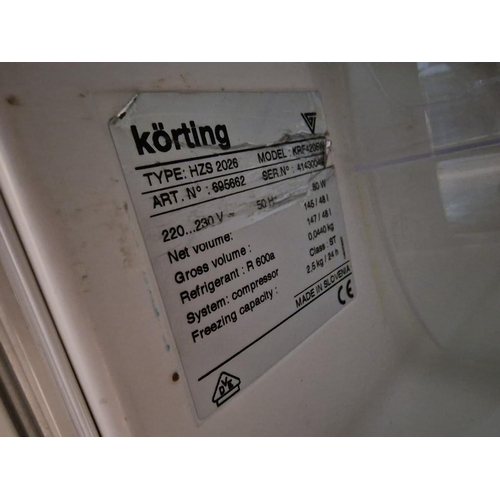 körting
TYPE: HZS 2026 MODEL:
ART. N°: 695662 SER.N°:
220...230 V ~ 50 Hz 80 W
Net volume: 145 / 48 l
Gross volume: 147 / 48 l
Refrigerant: R 600a 0,0440 kg
System: compressor Class: ST
Freezing capacity: 2.5 kg / 24 h
MADE IN SLOVENIA
CE
DVE